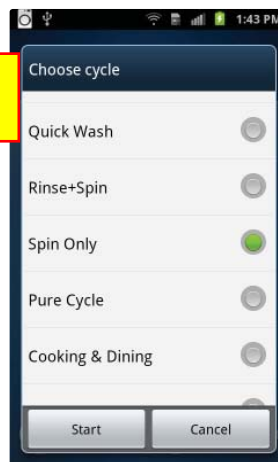 1:43 PM
Choose cycle
Quick Wash
Rinse+Spin
Spin Only
Pure Cycle
Cooking & Dining
Start
Cancel